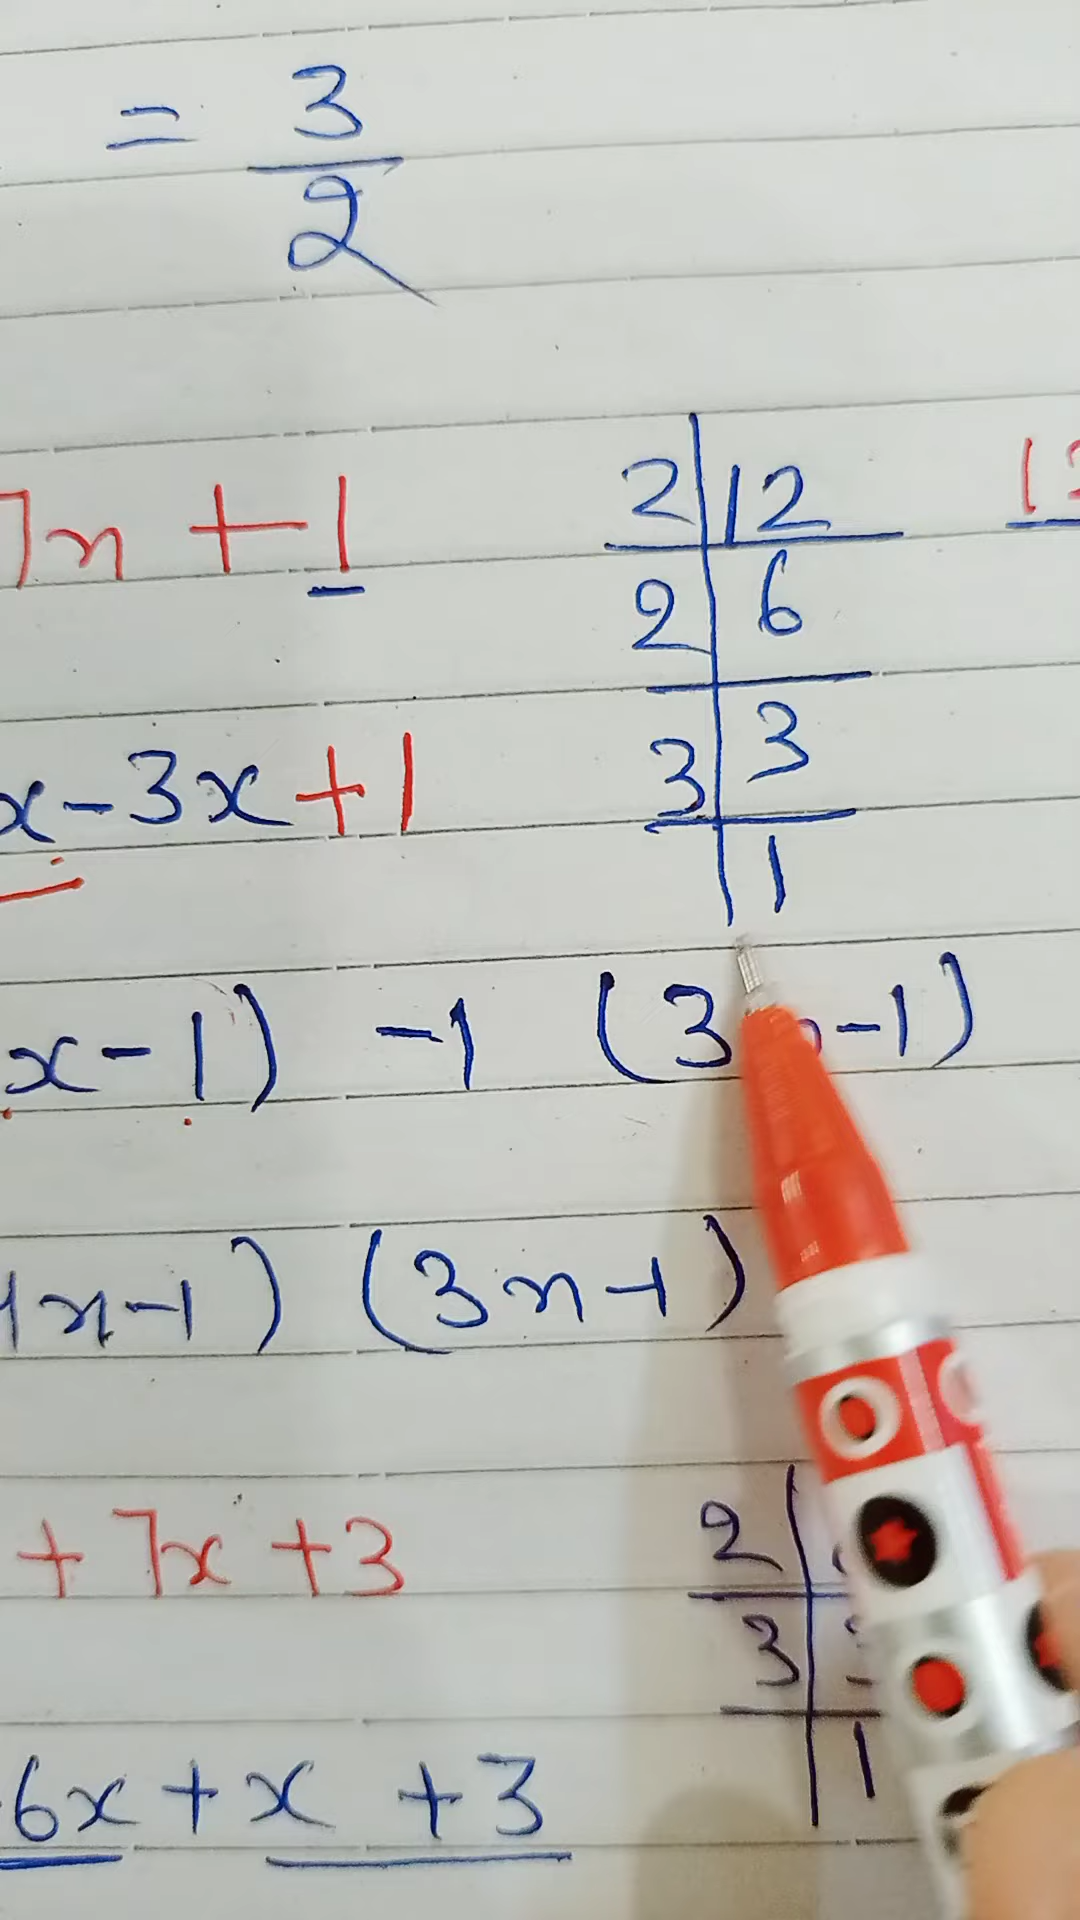 = 3/2
7x + 1
2 | 12
12
2 | 6
3 | 3
1
x - 3x + 1
x - 1) -1 (3 -1)
x - 1) (3x - 1)
+ 7x + 3
2
3
1
6x + x + 3